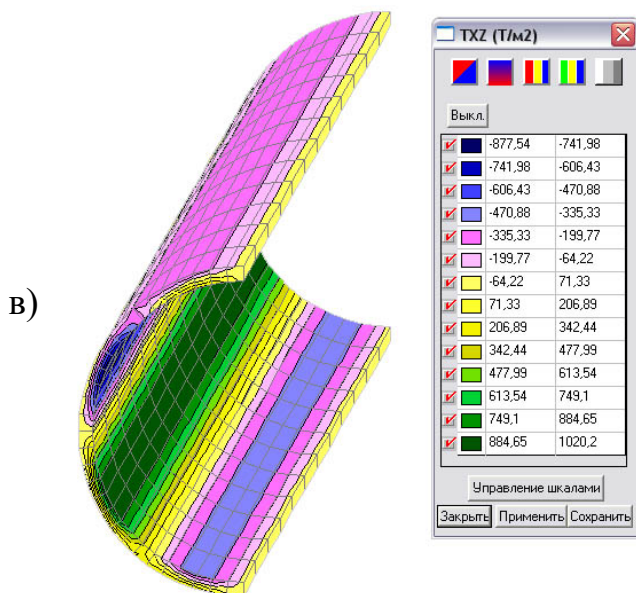 в)
TXZ (Т/м2)
Выкл.
-877,54 -741,98
-741,98 -606,43
-606,43 -470,88
-470,88 -335,33
-335,33 -199,77
-199,77 -64,22
-64,22 71,33
71,33 206,89
206,89 342,44
342,44 477,99
477,99 613,54
613,54 749,1
749,1 884,65
884,65 1020,2
Управление шкалами
Закрыть Применить Сохранить